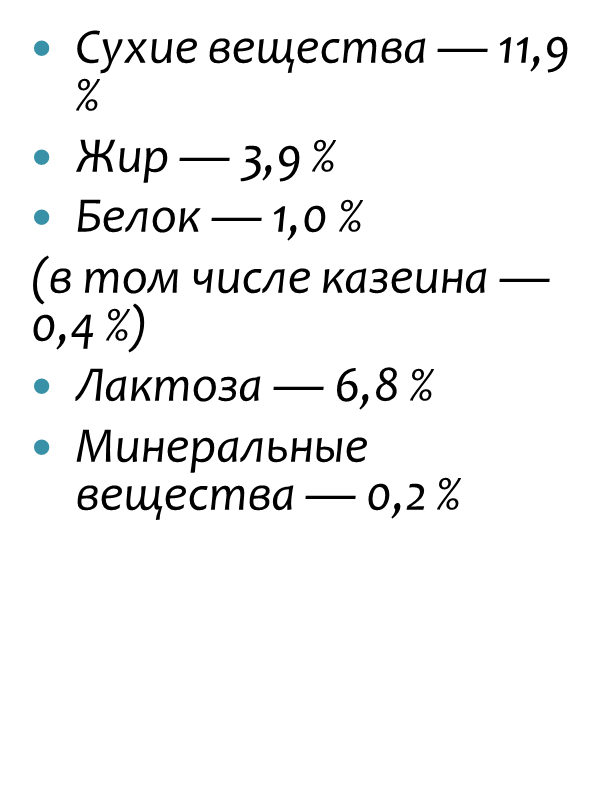 • Сухие вещества — 11,9
%
• Жир — 3,9 %
• Белок — 1,0 %
(в том числе казеина —
0,4 %)
• Лактоза — 6,8 %
• Минеральные
вещества — 0,2 %